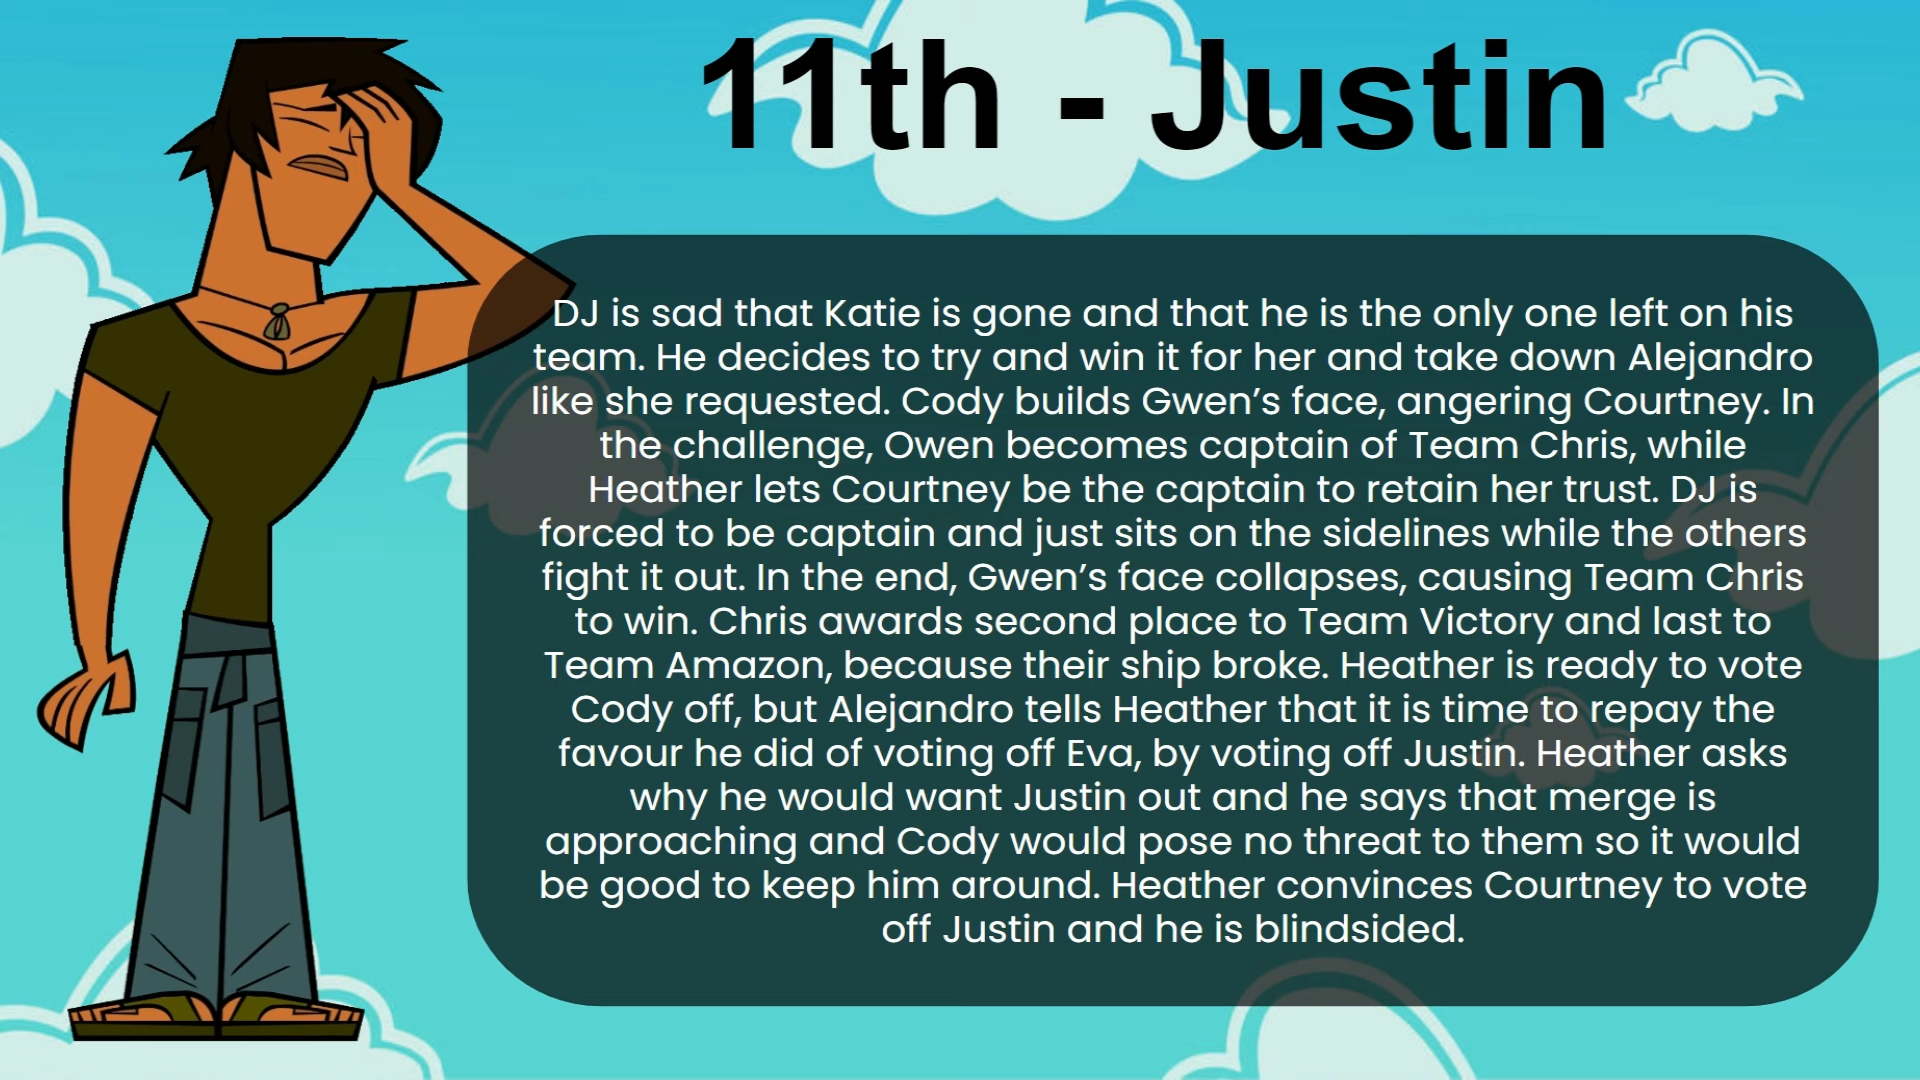 11th - Justin
DJ is sad that Katie is gone and that he is the only one left on his
team. He decides to try and win it for her and take down Alejandro
like she requested. Cody builds Gwen’s face, angering Courtney. In
the challenge, Owen becomes captain of Team Chris, while
Heather lets Courtney be the captain to retain her trust. DJ is
forced to be captain and just sits on the sidelines while the others
fight it out. In the end, Gwen’s face collapses, causing Team Chris
to win. Chris awards second place to Team Victory and last to
Team Amazon, because their ship broke. Heather is ready to vote
Cody off, but Alejandro tells Heather that it is time to repay the
favour he did of voting off Eva, by voting off Justin. Heather asks
why he would want Justin out and he says that merge is
approaching and Cody would pose no threat to them so it would
be good to keep him around. Heather convinces Courtney to vote
off Justin and he is blindsided.